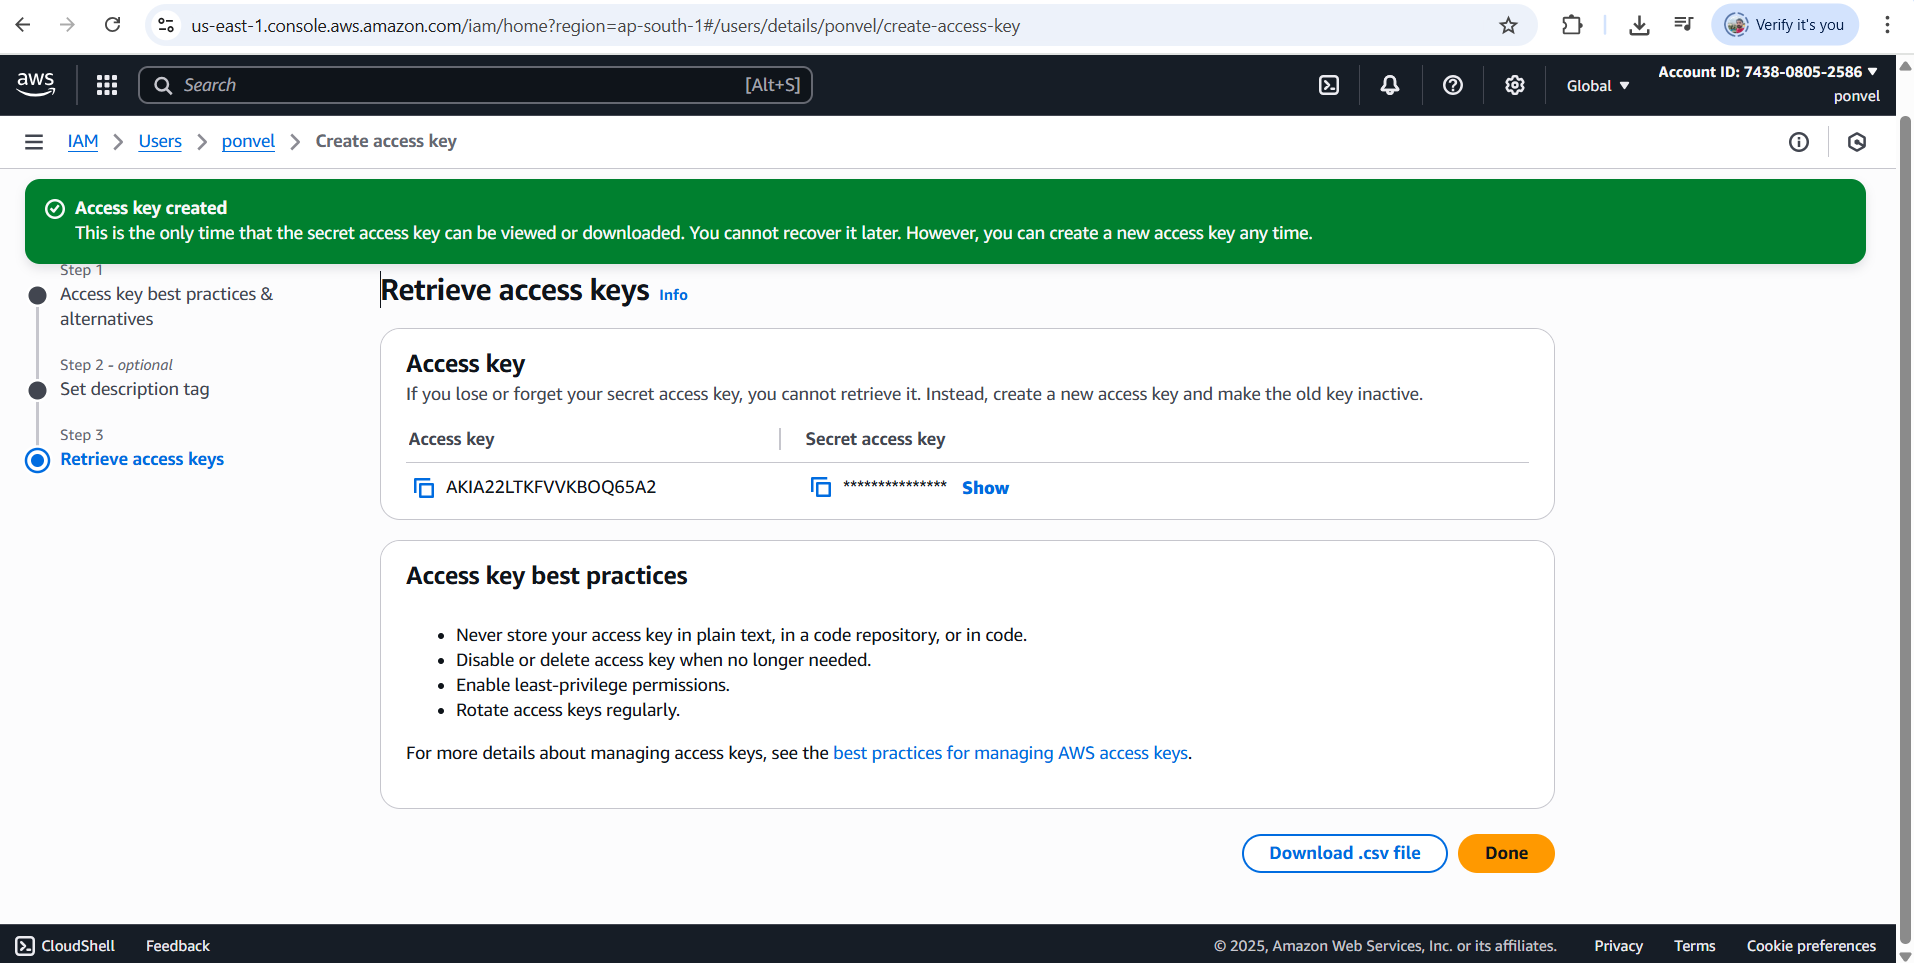 us-east-1.console.aws.amazon.com/iam/home?region=ap-south-1#/users/details/ponvel/create-access-key
Verify it's you
aws
Search
[Alt+S]
Global
Account ID: 7438-0805-2586
ponvel
IAM
Users
ponvel
Create access key
Access key created
This is the only time that the secret access key can be viewed or downloaded. You cannot recover it later. However, you can create a new access key any time.
Step 1
Access key best practices &
alternatives
Step 2 - optional
Set description tag
Step 3
Retrieve access keys
Retrieve access keys Info
Access key
If you lose or forget your secret access key, you cannot retrieve it. Instead, create a new access key and make the old key inactive.
Access key
Secret access key
AKIA22LTKFVVKBOQ65A2
*************** Show
Access key best practices
• Never store your access key in plain text, in a code repository, or in code.
• Disable or delete access key when no longer needed.
• Enable least-privilege permissions.
• Rotate access keys regularly.
For more details about managing access keys, see the best practices for managing AWS access keys.
Download .csv file
Done
CloudShell
Feedback
© 2025, Amazon Web Services, Inc. or its affiliates.
Privacy
Terms
Cookie preferences